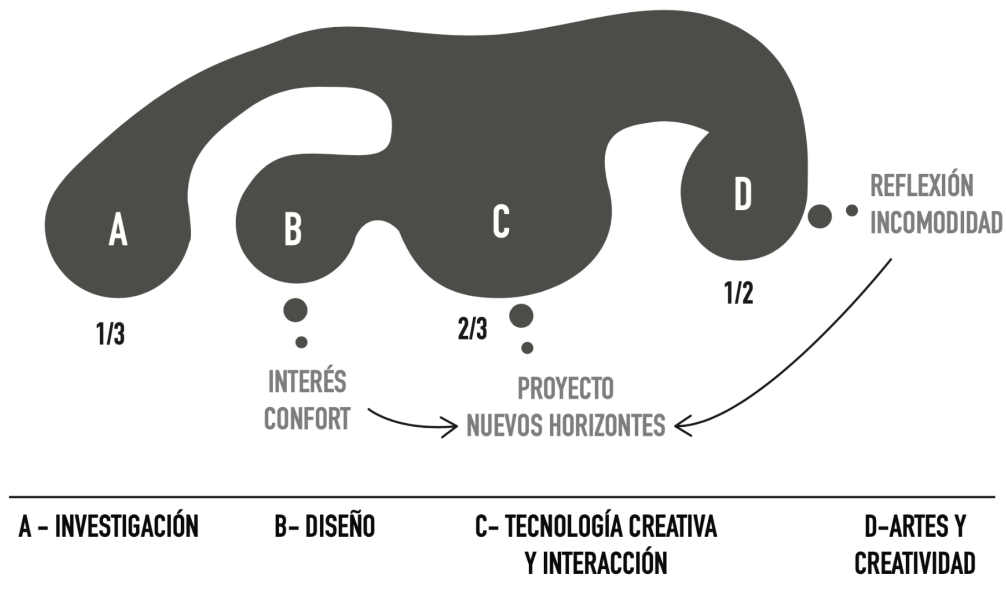 A
B
C
D
1/3
2/3
1/2
REFLEXIÓN
INCOMODIDAD
INTERÉS
CONFORT
PROYECTO
NUEVOS HORIZONTES
A - INVESTIGACIÓN
B- DISEÑO
C- TECNOLOGÍA CREATIVA
Y INTERACCIÓN
D-ARTES Y
CREATIVIDAD